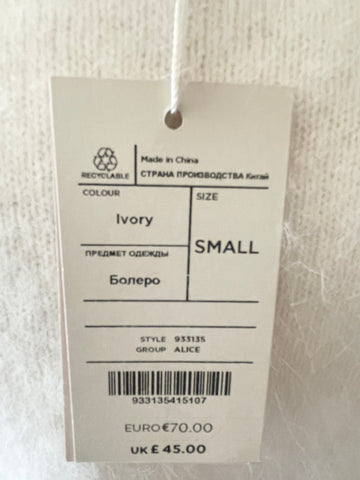 RECYCLABLE
Made in China
СТРАНА ПРОИЗВОДСТВА Китай
COLOUR
Ivory
SIZE
SMALL
ПРЕДМЕТ ОДЕЖДЫ
Болеро
STYLE 933135
GROUP ALICE
933135415107
EURO€70.00
UK £ 45.00